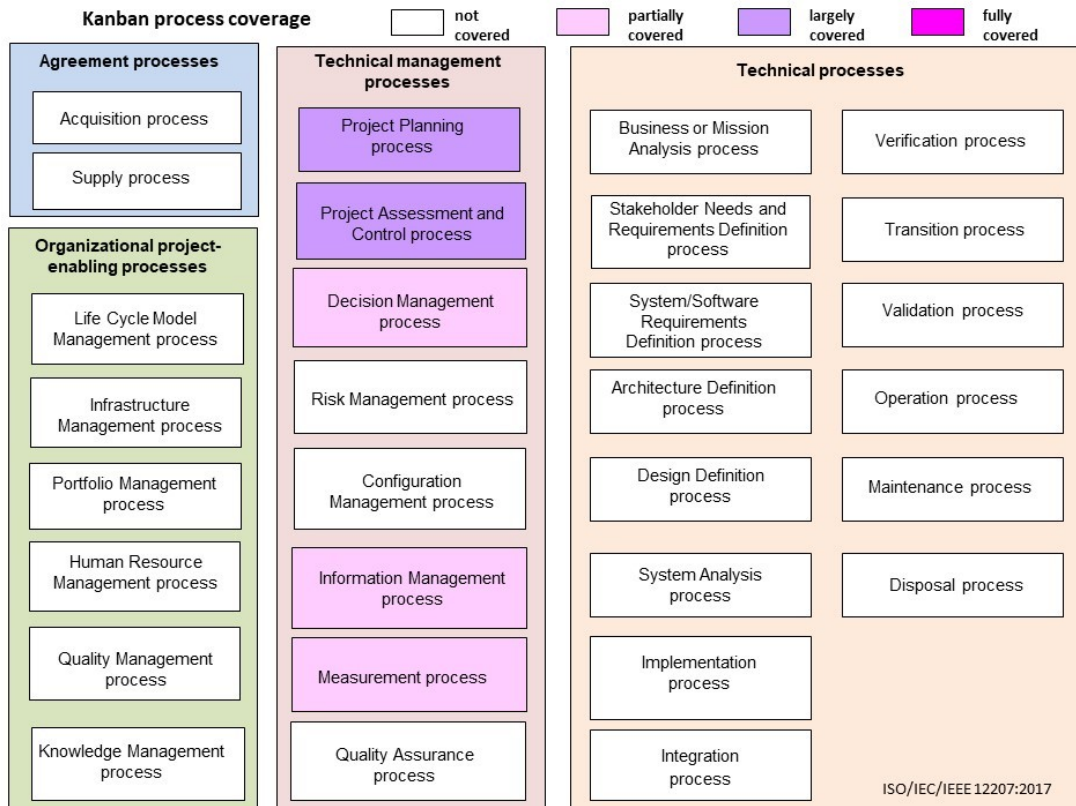 Kanban process coverage
not
covered
partially
covered
largely
covered
fully
covered
Agreement processes
Acquisition process
Supply process
Organizational project-
enabling processes
Life Cycle Model
Management process
Infrastructure
Management process
Portfolio Management
process
Human Resource
Management process
Quality Management
process
Knowledge Management
process
Technical management
processes
Project Planning
process
Project Assessment and
Control process
Decision Management
process
Risk Management process
Configuration
Management process
Information Management
process
Measurement process
Quality Assurance
process
Technical processes
Business or Mission
Analysis process
Stakeholder Needs and
Requirements Definition
process
System/Software
Requirements
Definition process
Architecture Definition
process
Design Definition
process
System Analysis
process
Implementation
process
Integration
process
Verification process
Transition process
Validation process
Operation process
Maintenance process
Disposal process
ISO/IEC/IEEE 12207:2017